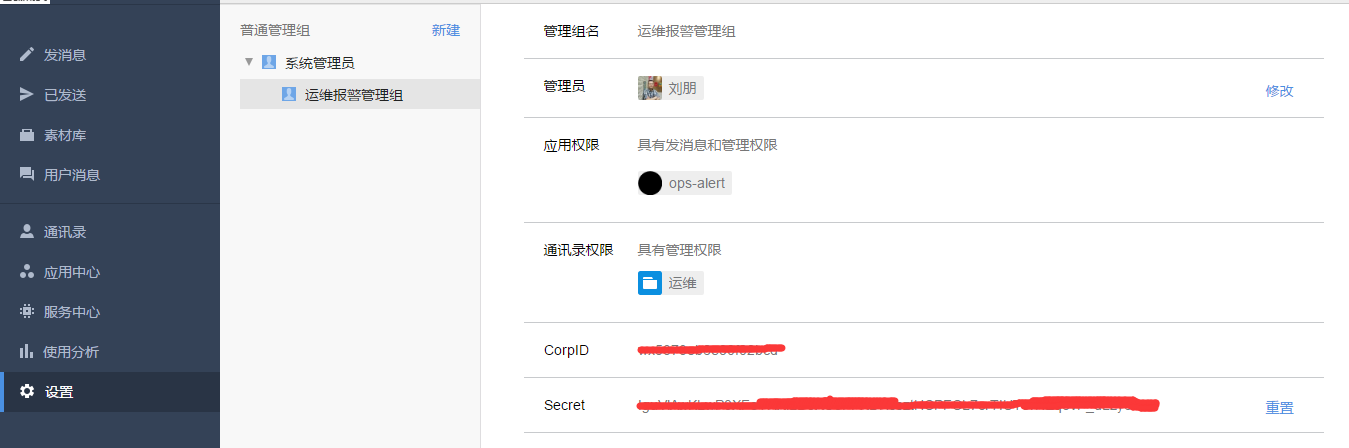 发消息
已发送
素材库
用户消息
通讯录
应用中心
服务中心
使用分析
设置
普通管理组 新建
系统管理员
运维报警管理组
管理组名 运维报警管理组
管理员 刘朋 修改
应用权限 具有发消息和管理权限
ops-alert
通讯录权限 具有管理权限
运维
CorpID
Secret 重置